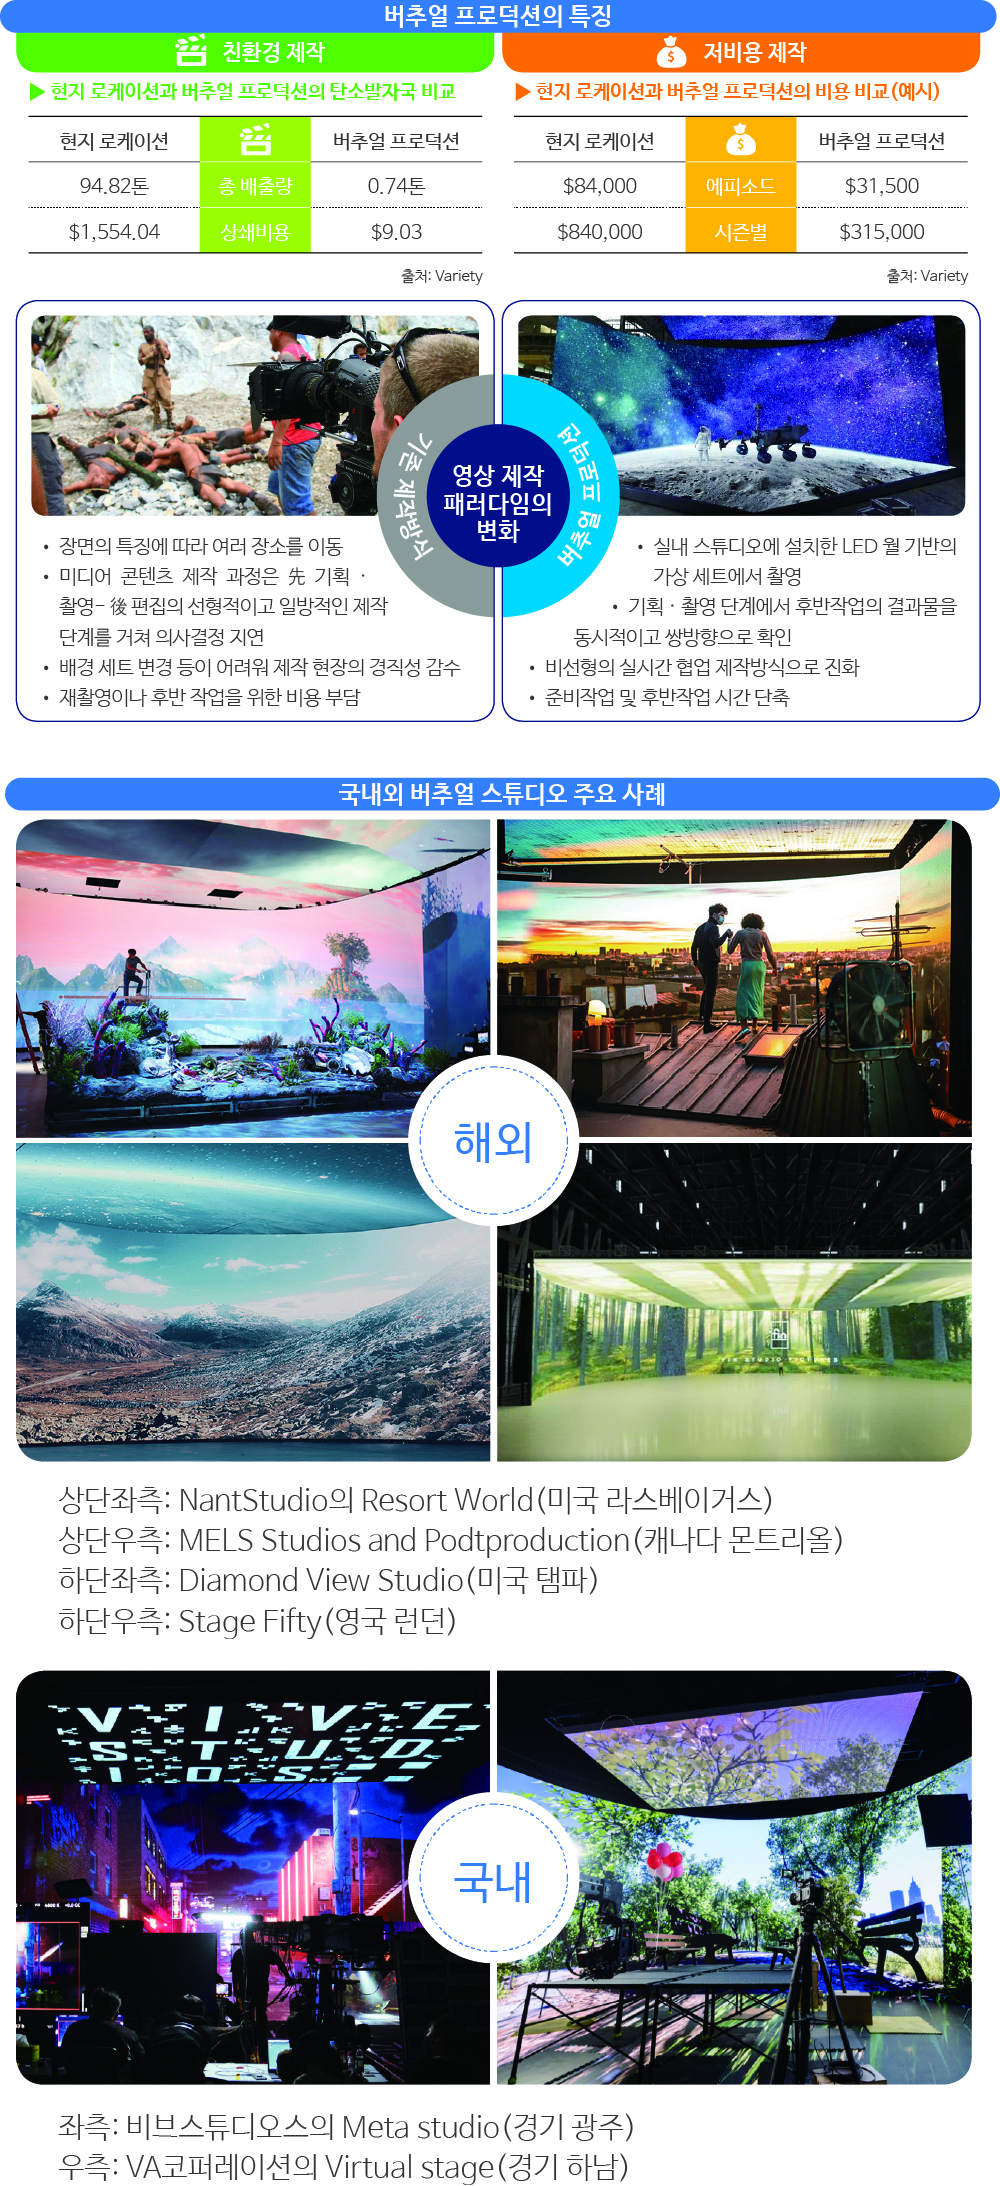 버추얼 프로덕션의 특징
친환경 제작
저비용 제작
▶ 현지 로케이션과 버추얼 프로덕션의 탄소발자국 비교
현지 로케이션 버추얼 프로덕션
94.82톤 총 배출량 0.74톤
$1,554.04 상쇄비용 $9.03
출처: Variety
▶ 현지 로케이션과 버추얼 프로덕션의 비용 비교(예시)
현지 로케이션 버추얼 프로덕션
$84,000 에피소드 $31,500
$840,000 시즌별 $315,000
출처: Variety
기존 제작방식
영상 제작
패러다임의
변화
버추얼 프로덕션
• 장면의 특징에 따라 여러 장소를 이동
• 미디어 콘텐츠 제작 과정은 先 기획 ·
촬영- 後 편집의 선형적이고 일방적인 제작
단계를 거쳐 의사결정 지연
• 배경 세트 변경 등이 어려워 제작 현장의 경직성 감수
• 재촬영이나 후반 작업을 위한 비용 부담
• 실내 스튜디오에 설치한 LED 월 기반의
가상 세트에서 촬영
• 기획 · 촬영 단계에서 후반작업의 결과물을
동시적이고 쌍방향으로 확인
• 비선형의 실시간 협업 제작방식으로 진화
• 준비작업 및 후반작업 시간 단축
국내외 버추얼 스튜디오 주요 사례
해외
상단좌측: NantStudio의 Resort World(미국 라스베이거스)
상단우측: MELS Studios and Podtproduction(캐나다 몬트리올)
하단좌측: Diamond View Studio(미국 탬파)
하단우측: Stage Fifty(영국 런던)
VIVE
STUD
IOS
국내
좌측: 비브스튜디오스의 Meta studio(경기 광주)
우측: VA코퍼레이션의 Virtual stage(경기 하남)